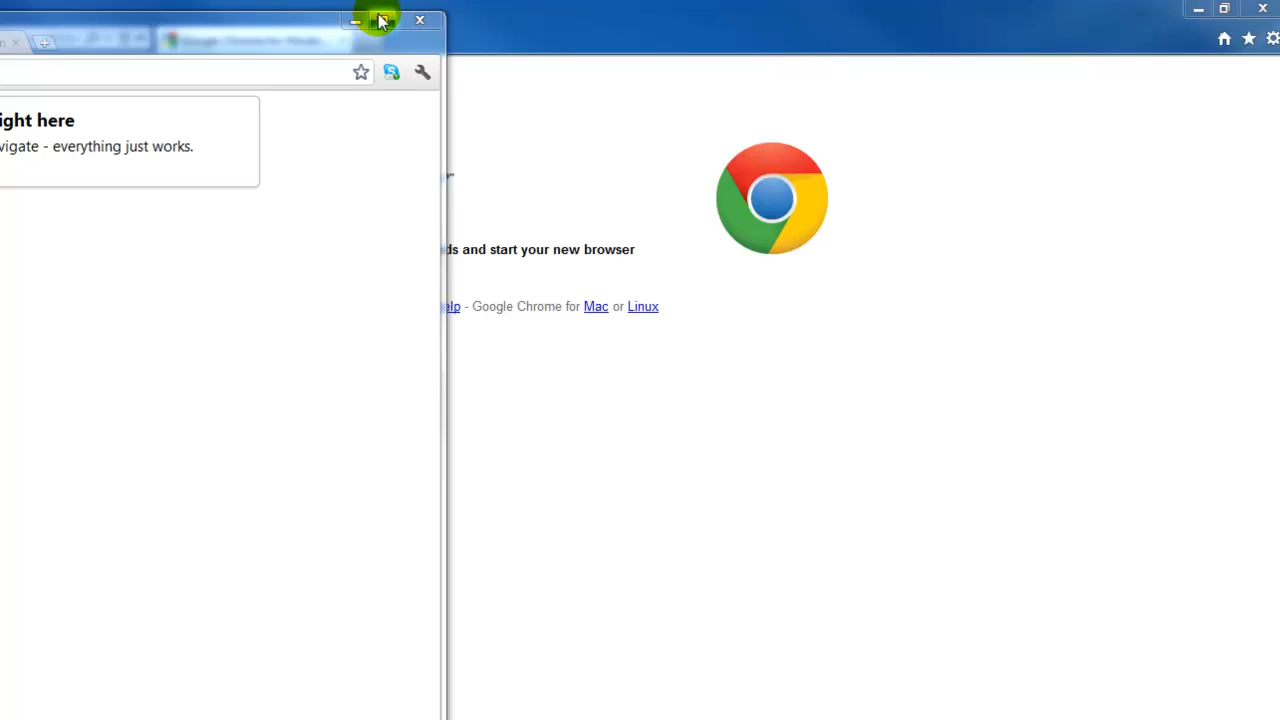 ight here
vigate - everything just works.
ds and start your new browser
elp - Google Chrome for Mac or Linux